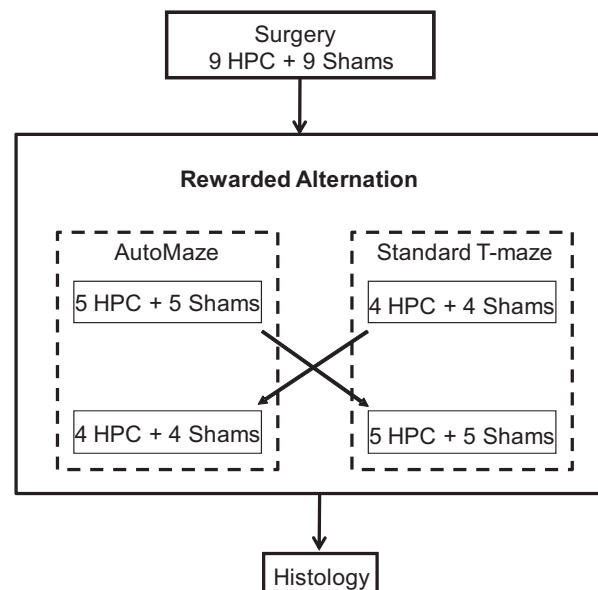 Surgery
9 HPC + 9 Shams
Rewarded Alternation
AutoMaze
Standard T-maze
5 HPC + 5 Shams
4 HPC + 4 Shams
4 HPC + 4 Shams
5 HPC + 5 Shams
Histology